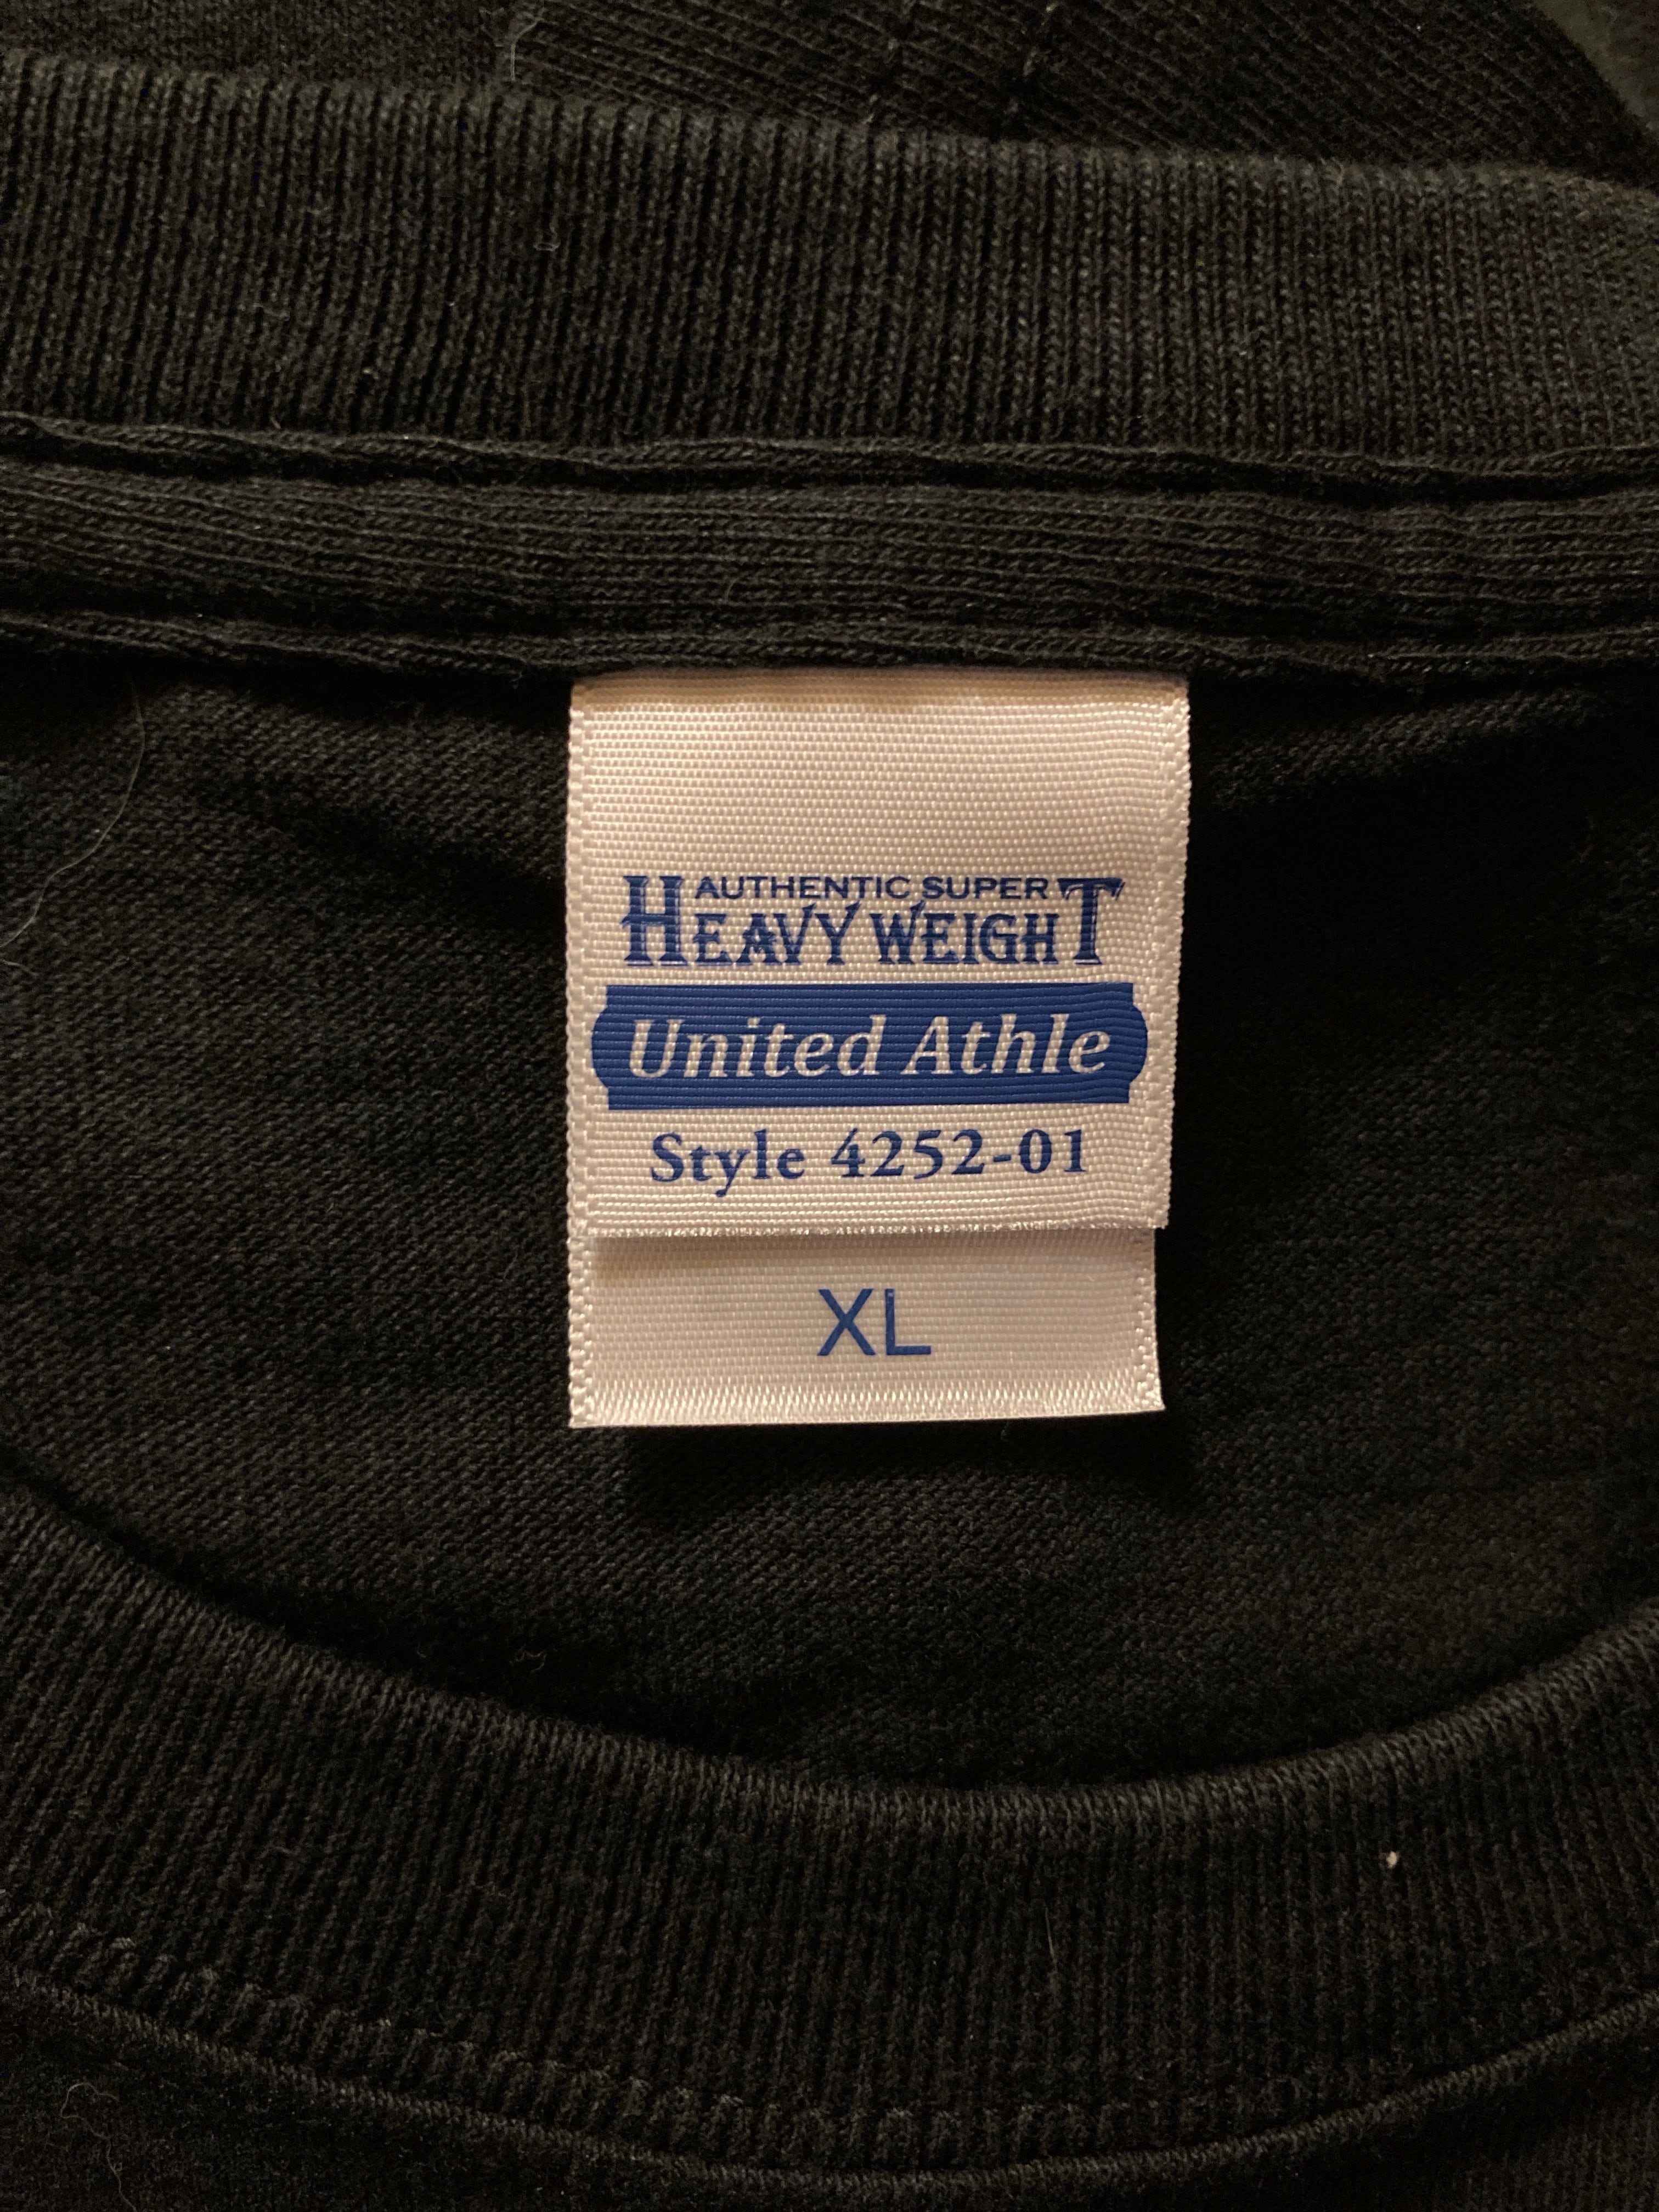 AUTHENTIC SUPER
HEAVY WEIGHT
United Athle
Style 4252-01
XL